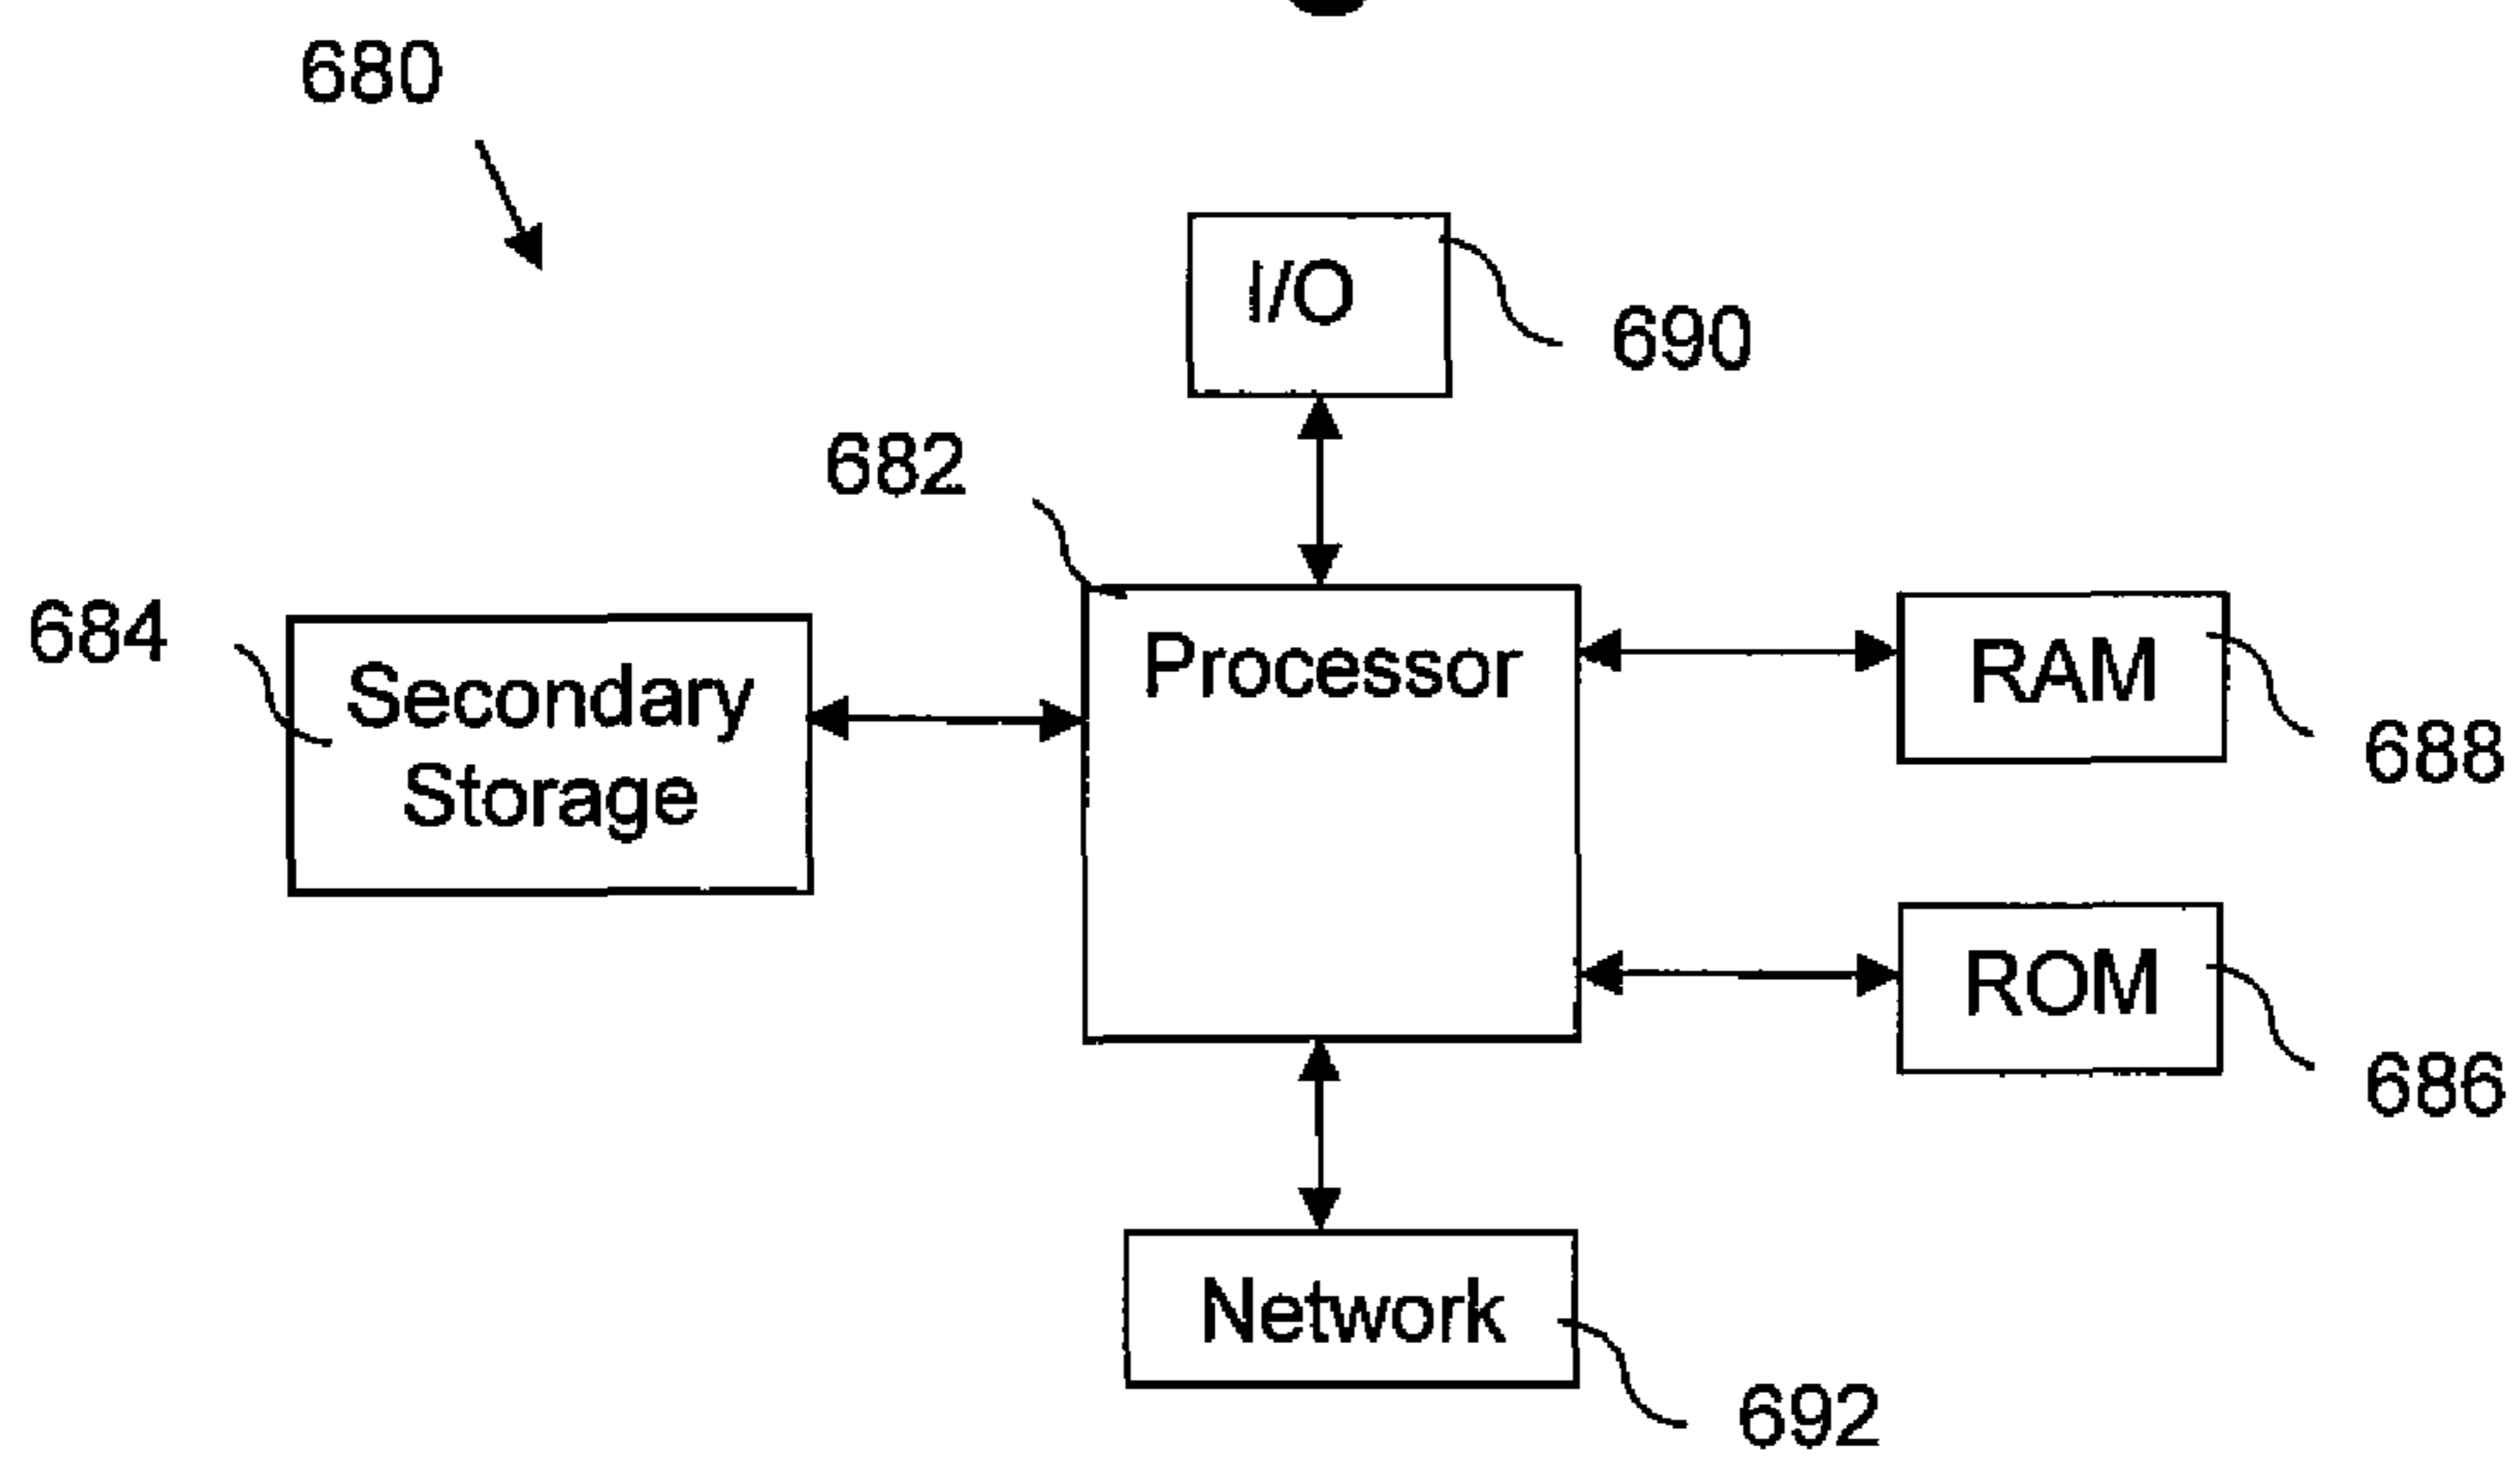 680
I/O
690
682
684
Secondary
Storage
Processor
RAM
688
ROM
686
Network
692